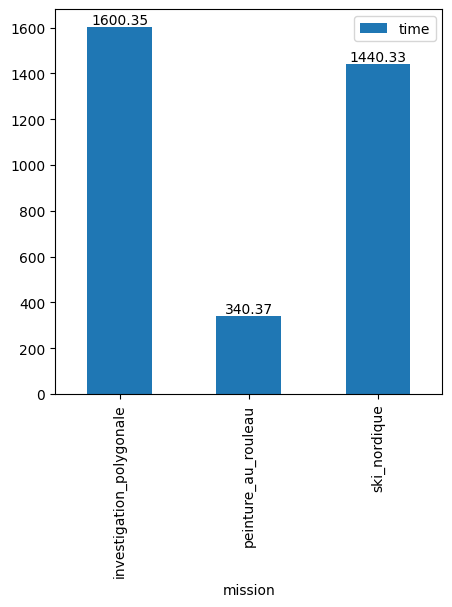 1600.35
time
1440.33
1600
1400
1200
1000
800
600
400
340.37
200
0
investigation_polygonale
peinture_au_rouleau
ski_nordique
mission